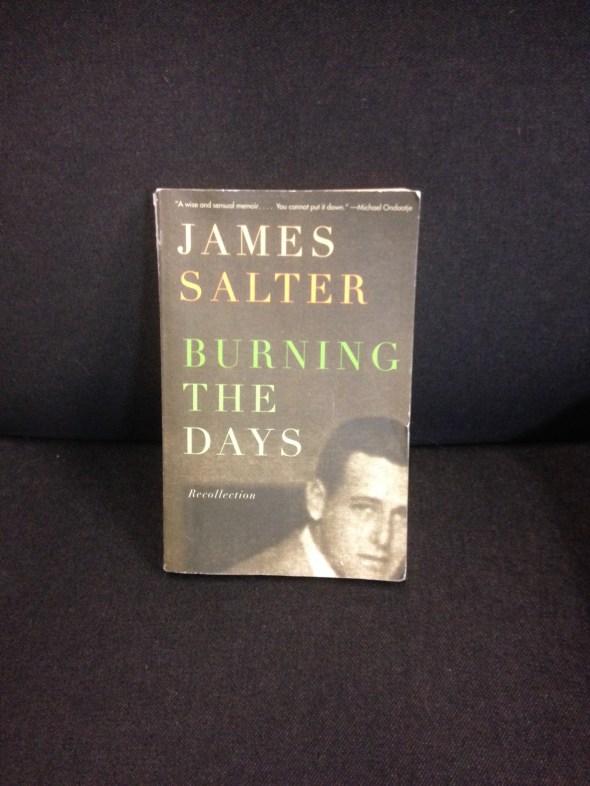 "A wise and sensual memoir. . . . You cannot put it down." —Michael Ondaatje
JAMES
SALTER
BURNING
THE
DAYS
Recollection